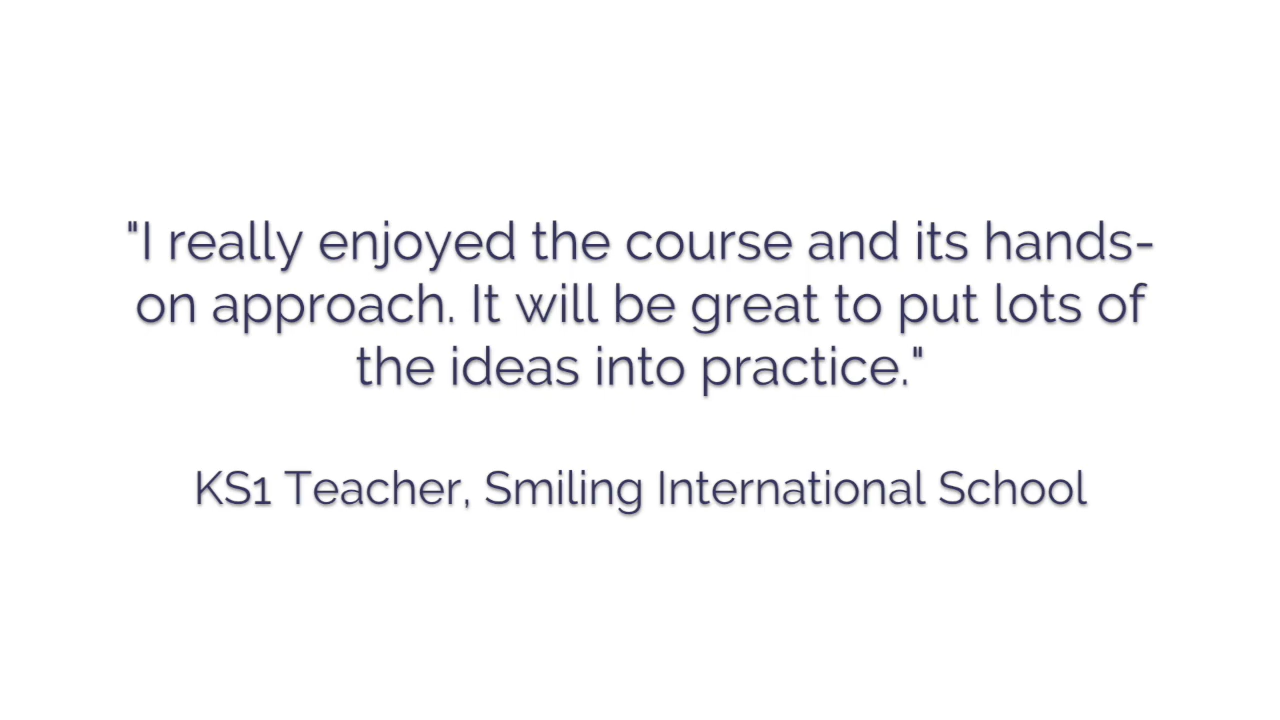 "I really enjoyed the course and its hands-
on approach. It will be great to put lots of
the ideas into practice."
KS1 Teacher, Smiling International School